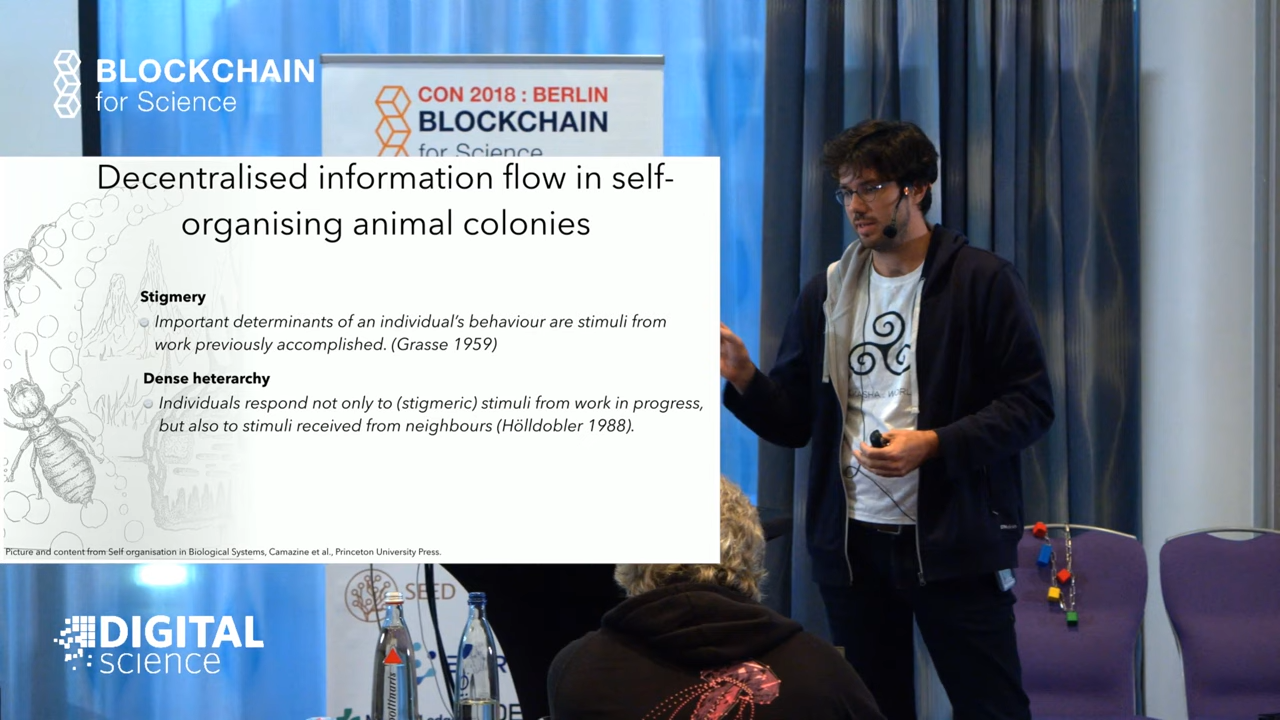 BLOCKCHAIN
for Science
CON 2018 : BERLIN
BLOCKCHAIN
for Science
Decentralised information flow in self-
organising animal colonies
Stigmery
Important determinants of an individual's behaviour are stimuli from
work previously accomplished. (Grasse 1959)
Dense heterarchy
Individuals respond not only to (stigmeric) stimuli from work in progress,
but also to stimuli received from neighbours (Hölldobler 1988).
Picture and content from Self organisation in Biological Systems, Camazine et al., Princeton University Press.
SEED
DIGITAL
science